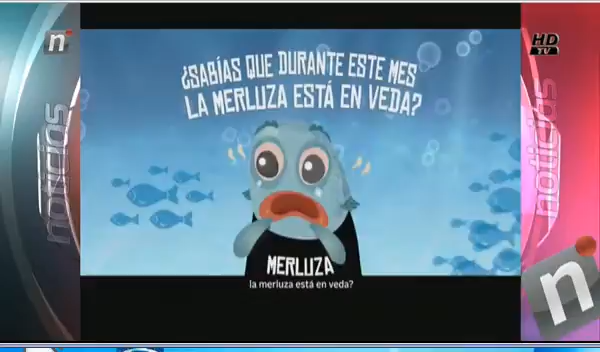 n
HD
TV
¿SABÍAS QUE DURANTE ESTE MES
LA MERLUZA ESTÁ EN VEDA?
noticias
noticias
MERLUZA
la merluza está en veda?
n